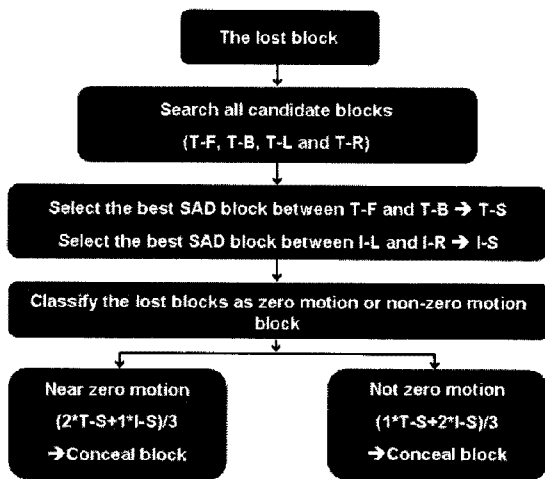 The lost block
Search all candidate blocks
(T-F, T-B, T-L and T-R)
Select the best SAD block between T-F and T-B → T-S
Select the best SAD block between I-L and I-R → I-S
Classify the lost blocks as zero motion or non-zero motion
block
Near zero motion
(2*T-S+1*I-S)/3
→Conceal block
Not zero motion
(1*T-S+2*I-S)/3
→Conceal block